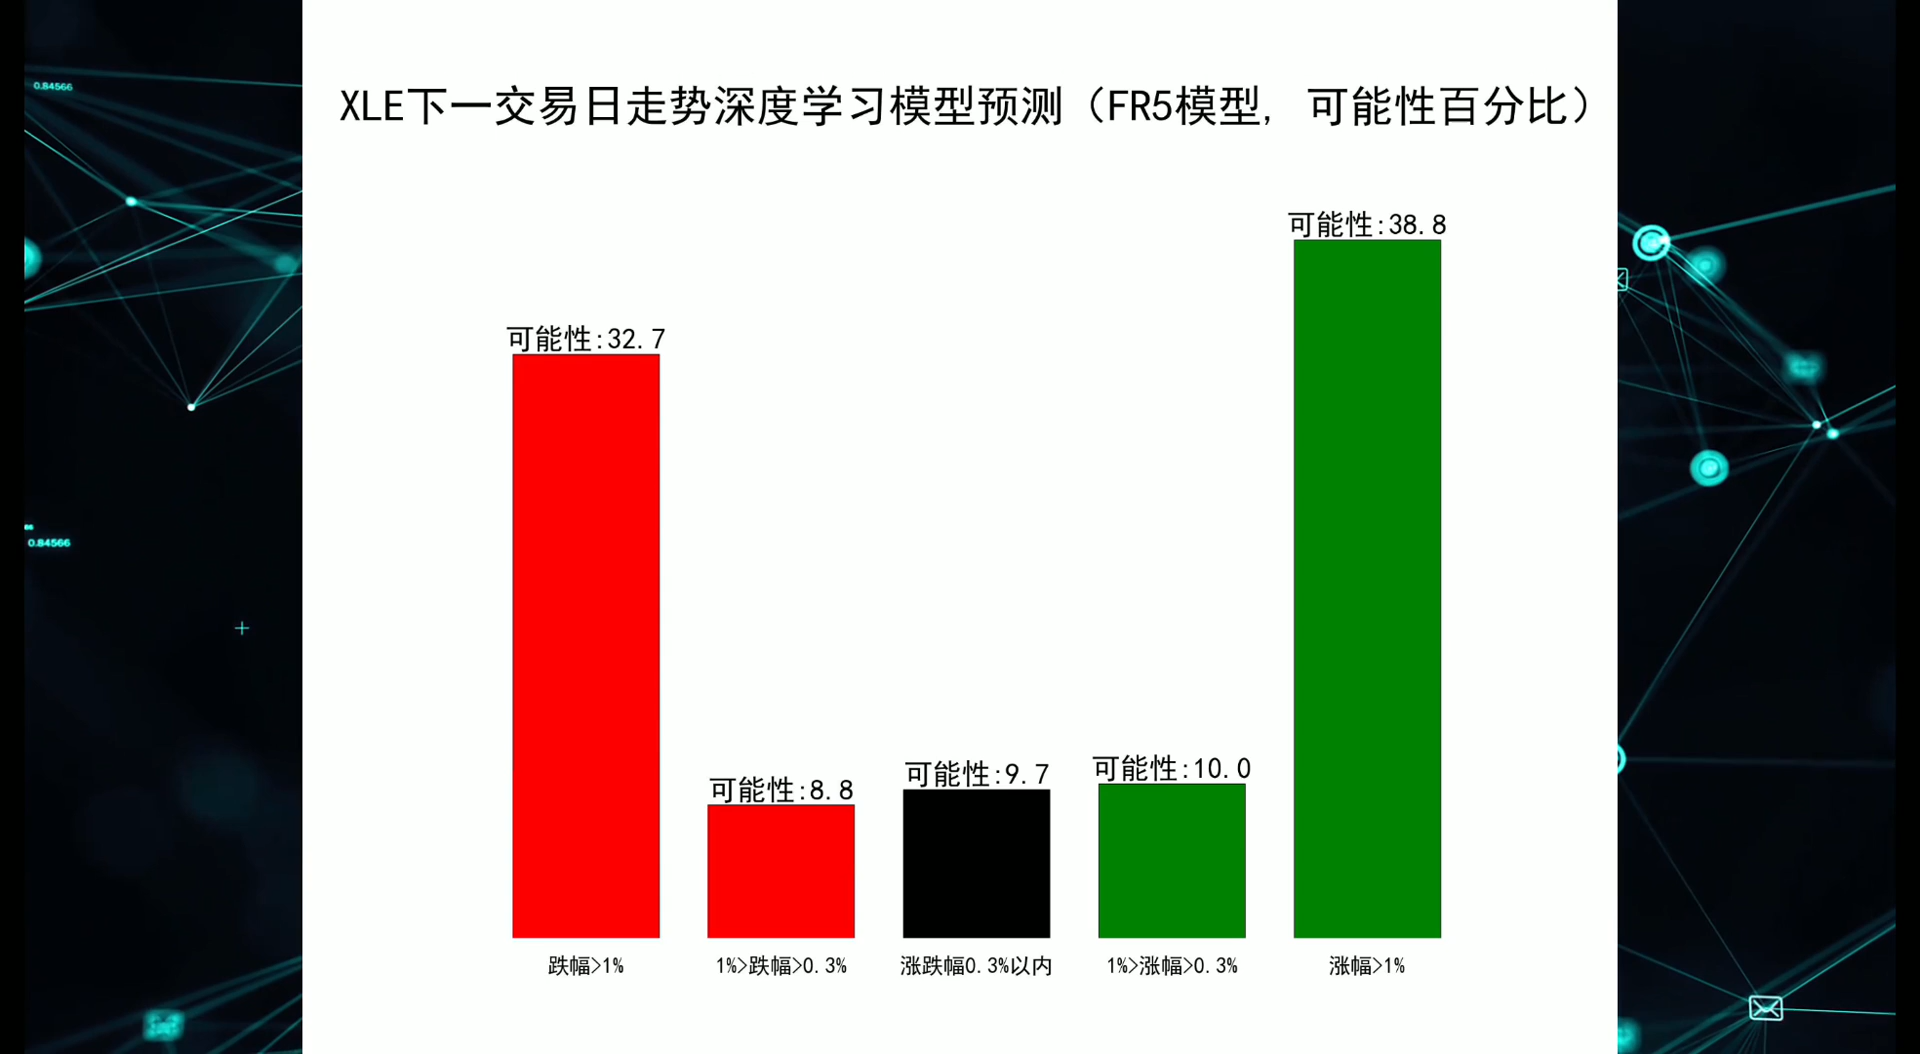 0.84566
XLE下一交易日走势深度学习模型预测（FR5模型, 可能性百分比）
可能性:38.8
可能性:32.7
可能性:10.0
可能性:9.7
可能性:8.8
0.84566
跌幅>1%
1%>跌幅>0.3%
涨跌幅0.3%以内
1%>涨幅>0.3%
涨幅>1%